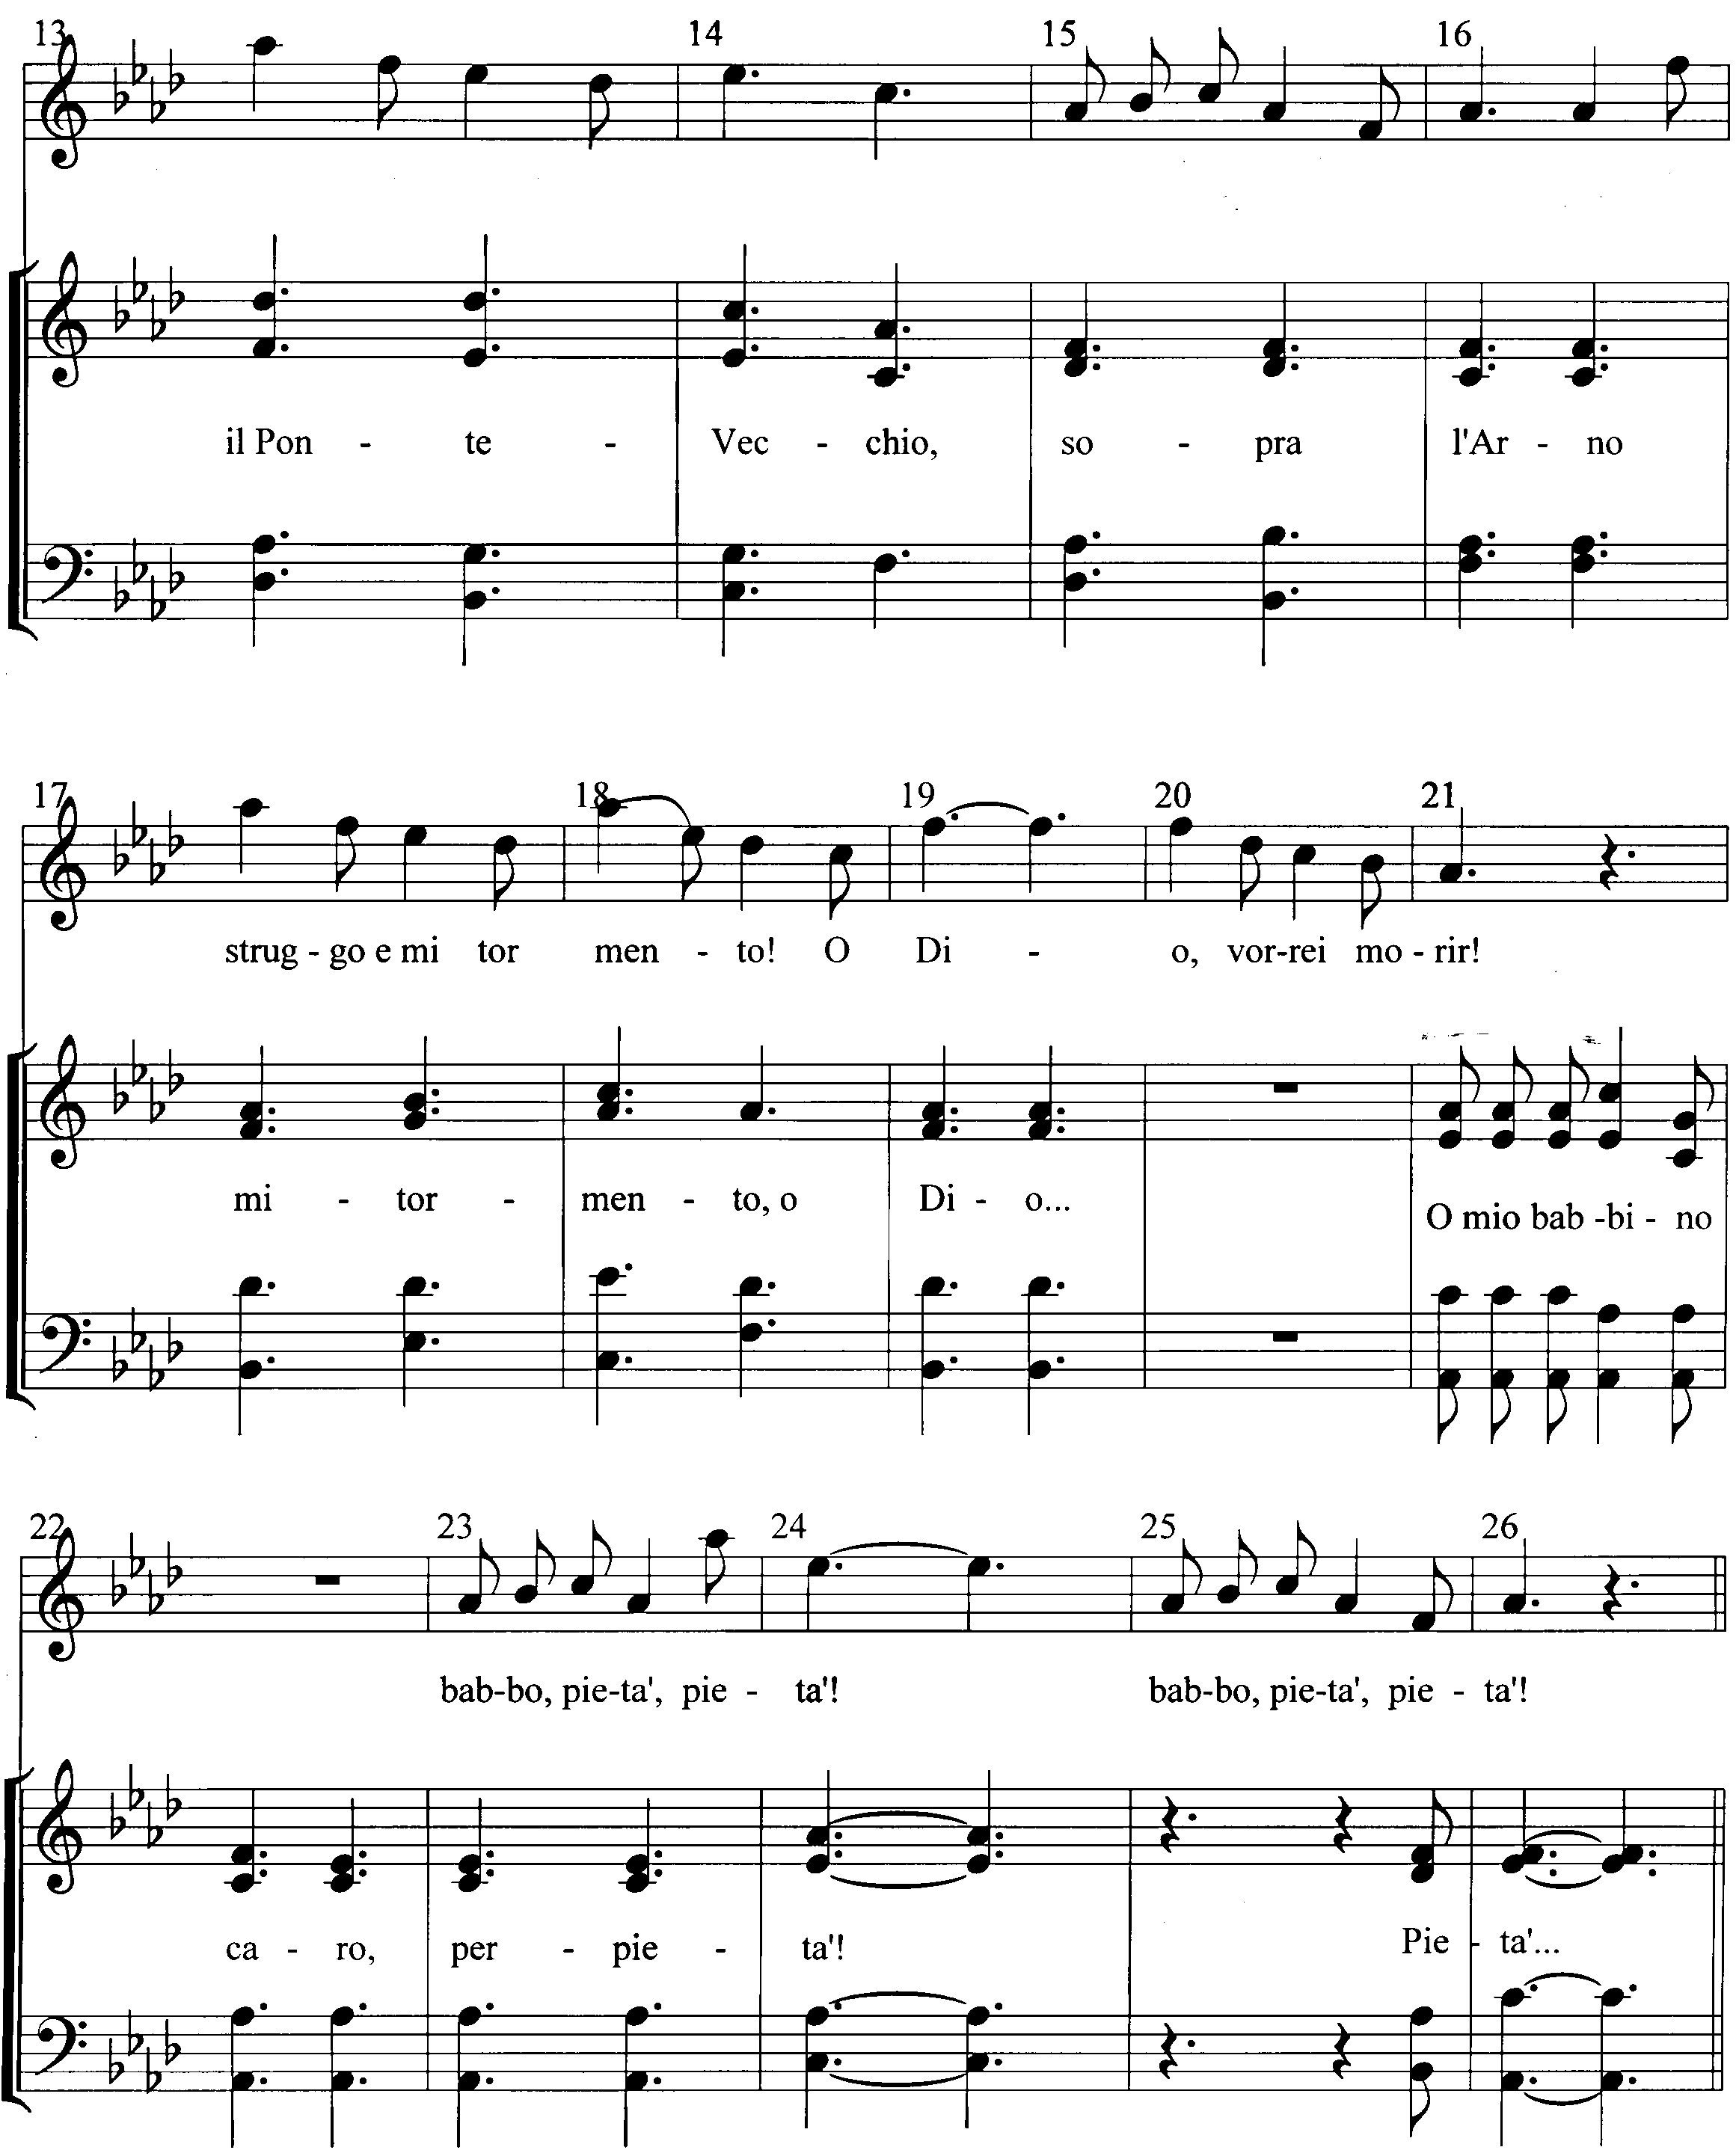 13 14 15 16
il Pon - te - Vec - chio, so - pra l'Ar - no
17 18 19 20 21
strug - go e mi tor men - to! O Di - o, vor-rei mo - rir!
mi - tor - men - to, o Di - o... O mio bab -bi - no
22 23 24 25 26
bab-bo, pie-ta', pie - ta'! bab-bo, pie-ta', pie - ta'!
ca - ro, per - pie - ta'! Pie - ta'...